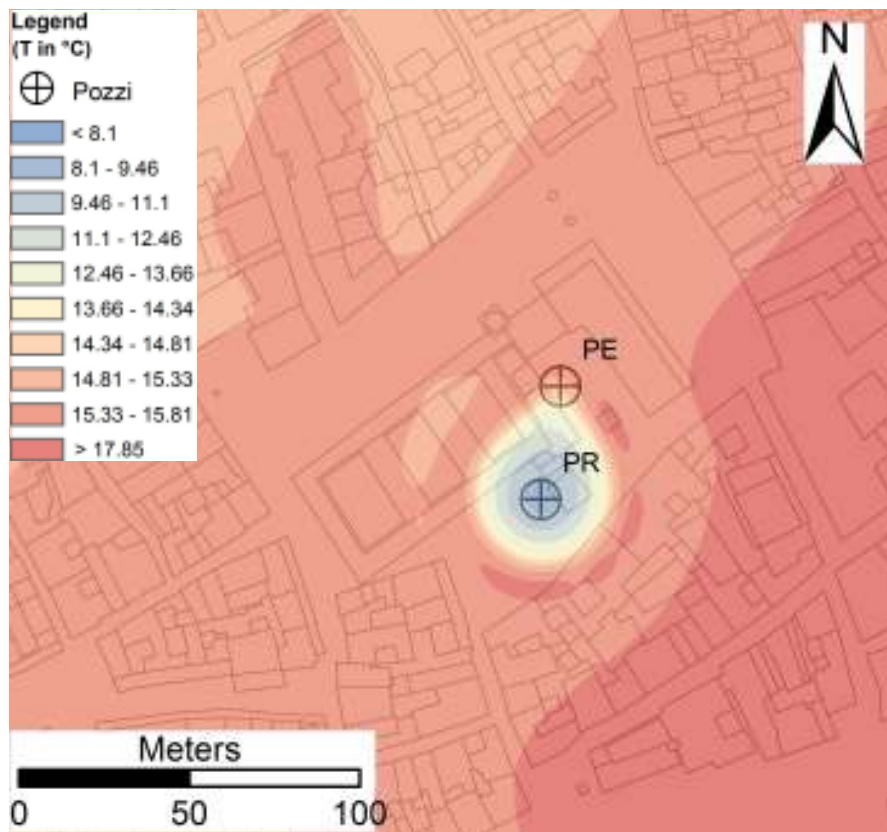 Legend
(T in °C)
Pozzi
< 8.1
8.1 - 9.46
9.46 - 11.1
11.1 - 12.46
12.46 - 13.66
13.66 - 14.34
14.34 - 14.81
14.81 - 15.33
15.33 - 15.81
> 17.85
N
PE
PR
Meters
0 50 100